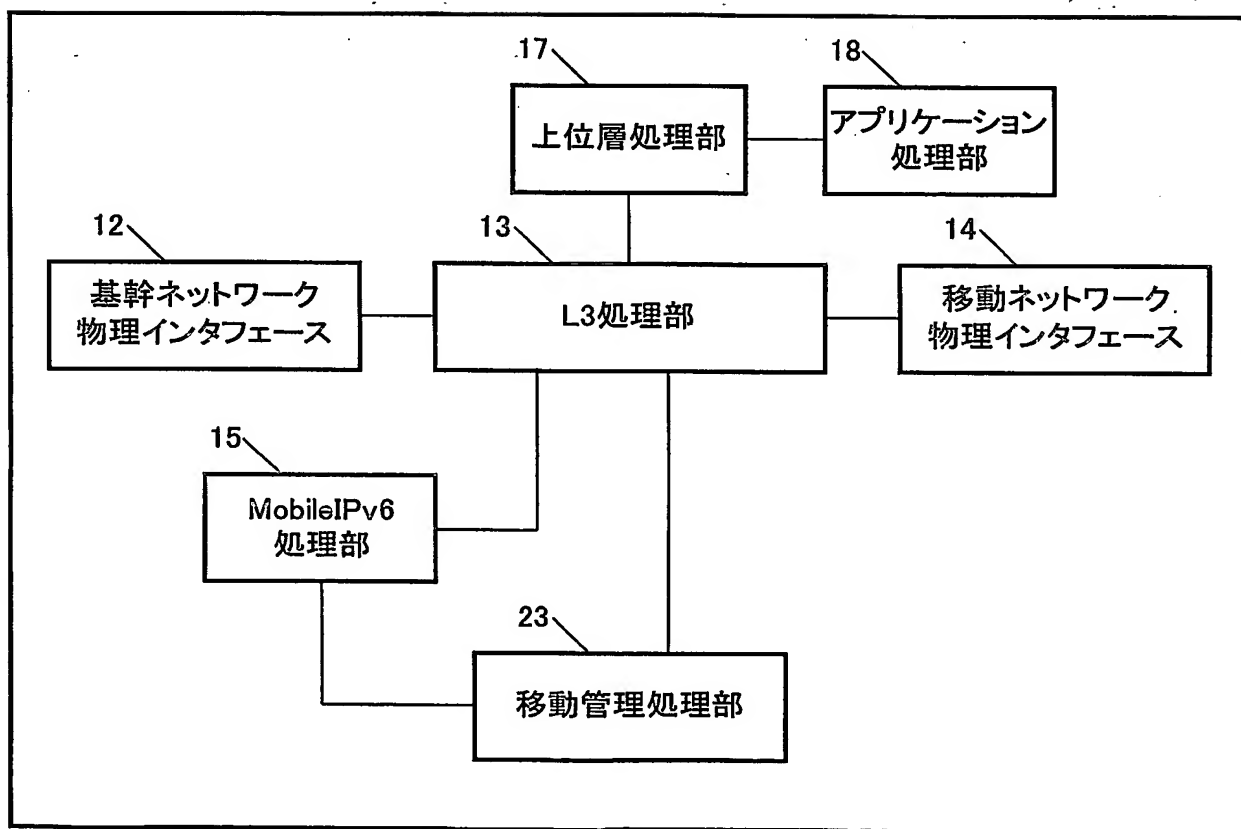 17
18
上位層処理部
アプリケーション
処理部
12
13
14
基幹ネットワーク
物理インタフェース
L3処理部
移動ネットワーク
物理インタフェース
15
MobileIPv6
処理部
23
移動管理処理部